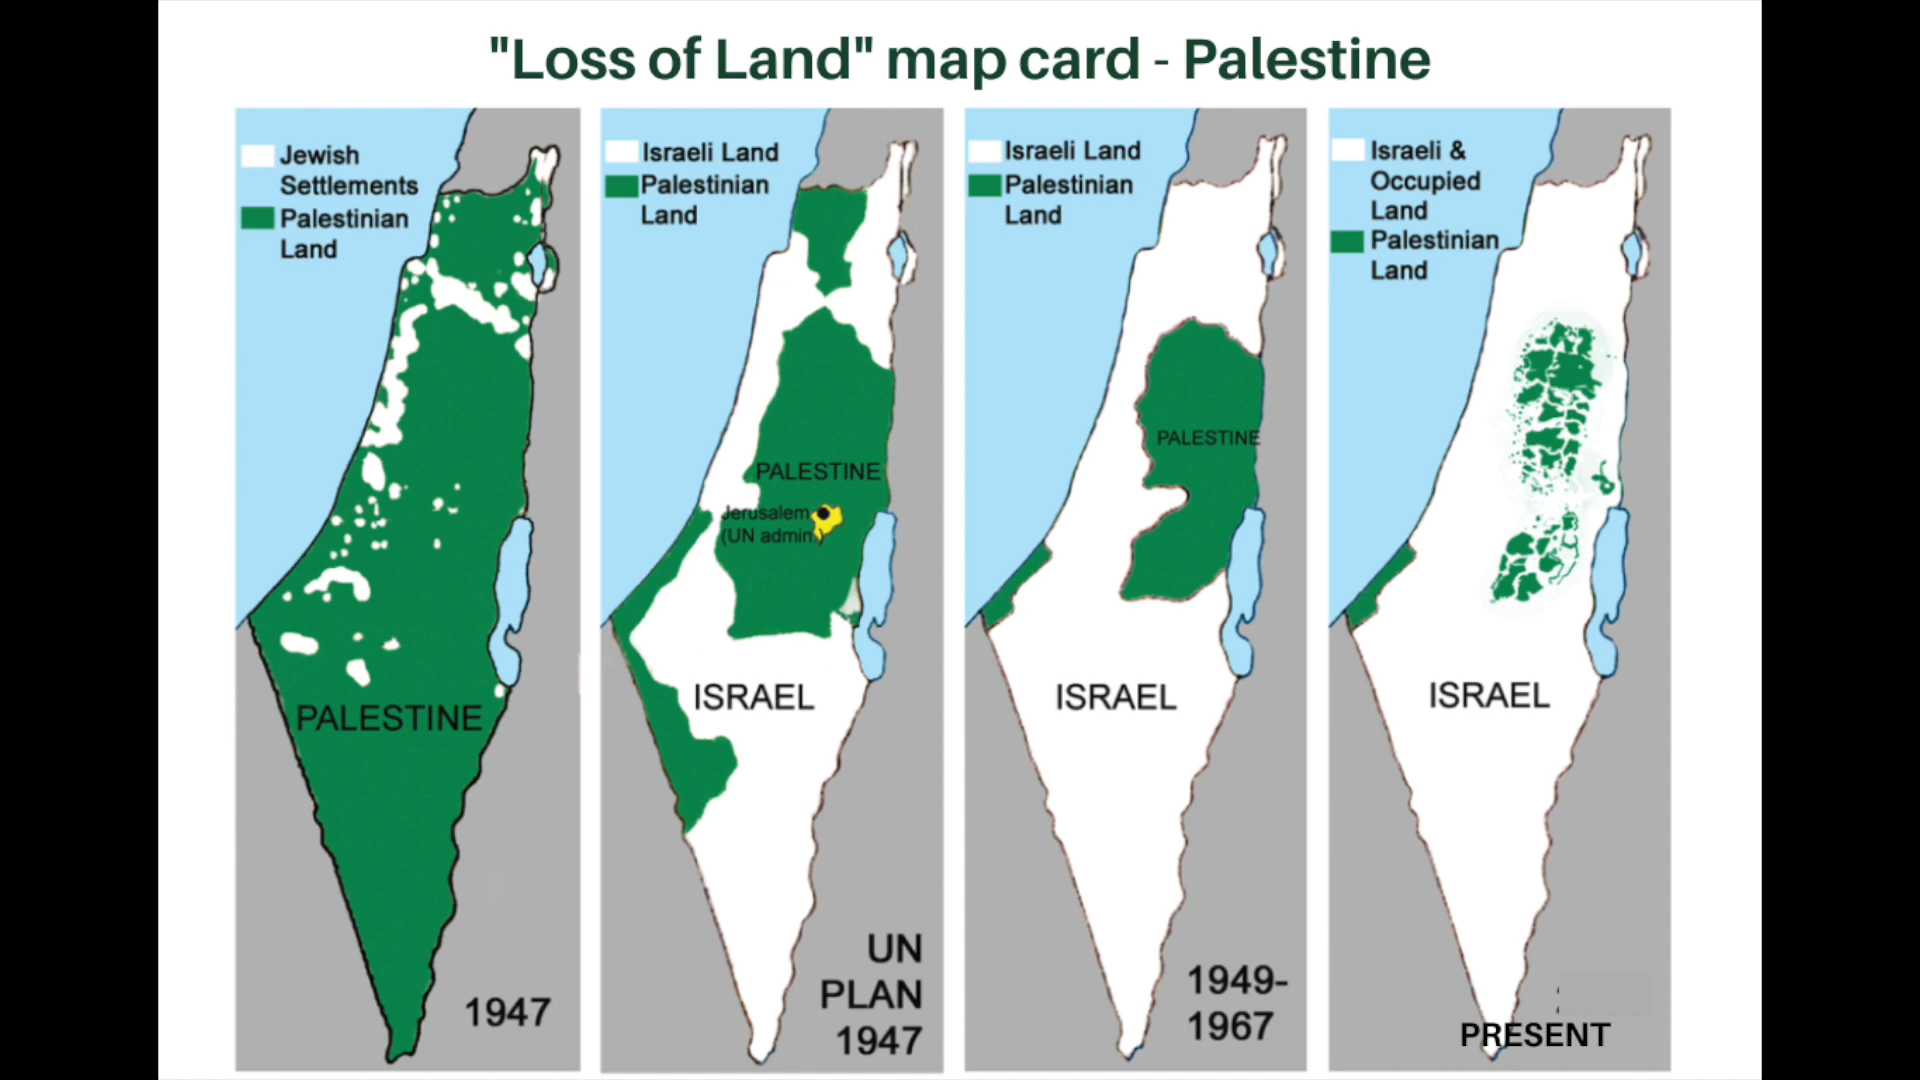 "Loss of Land" map card - Palestine
Jewish
Settlements
Palestinian
Land
PALESTINE
1947
Israeli Land
Palestinian
Land
PALESTINE
Jerusalem
(UN admin.)
ISRAEL
UN
PLAN
1947
Israeli Land
Palestinian
Land
PALESTINE
ISRAEL
1949-
1967
Israeli &
Occupied
Land
Palestinian
Land
ISRAEL
PRESENT